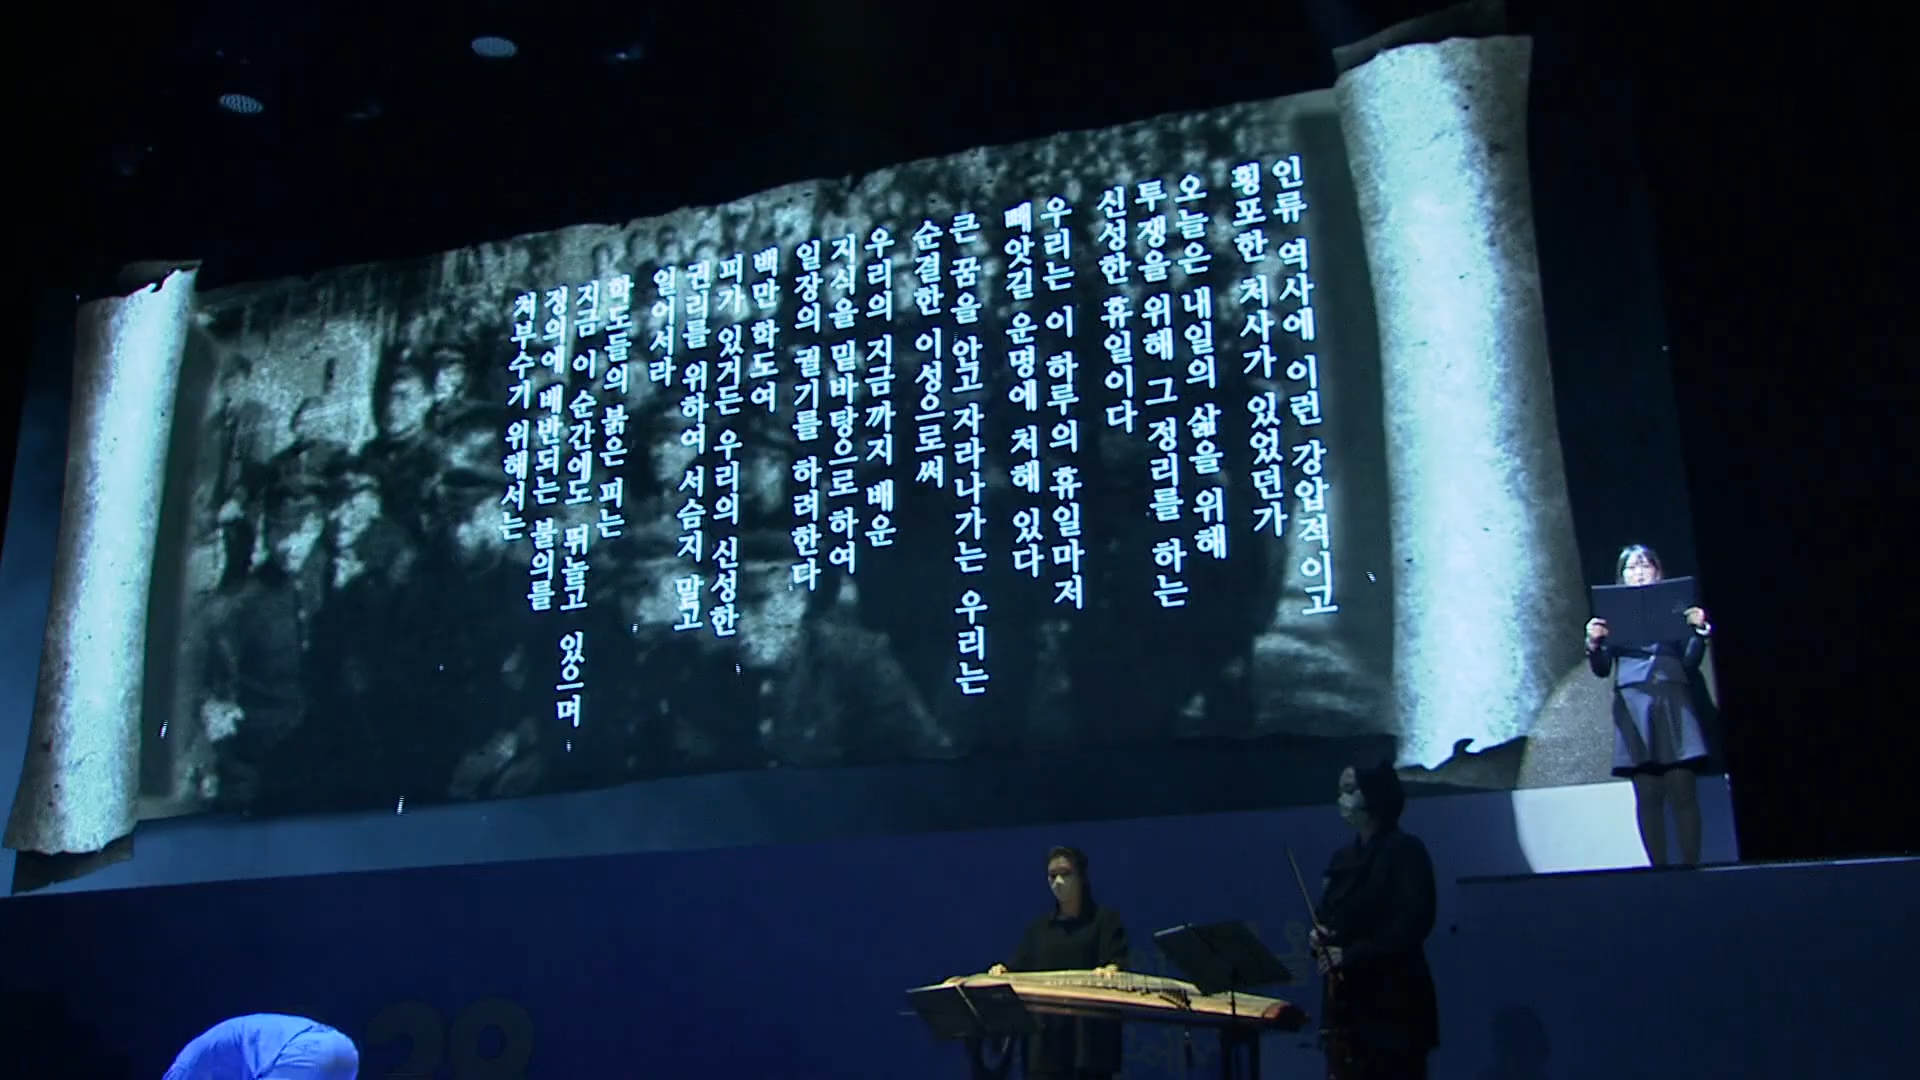 인류 역사에 이런 강압적이고
횡포한 처사가 있었던가
오늘은 내일의 삶을 위해
투쟁을 위해 그 정리를 하는
신성한 휴일이다
우리는 이 하루의 휴일마저
빼앗길 운명에 처해 있다
큰 꿈을 안고 자라나가는 우리는
순결한 이성으로써
우리의 지금까지 배운
지식을 밑바탕으로 하여
일장의 궐기를 하려한다
백만 학도여
피가 있거든 우리의 신성한
권리를 위하여 서슴지 말고
일어서라
학도들의 붉은 피는
지금 이 순간에도 뛰놀고 있으며
정의에 배반되는 불의를
쳐부수기 위해서는
29